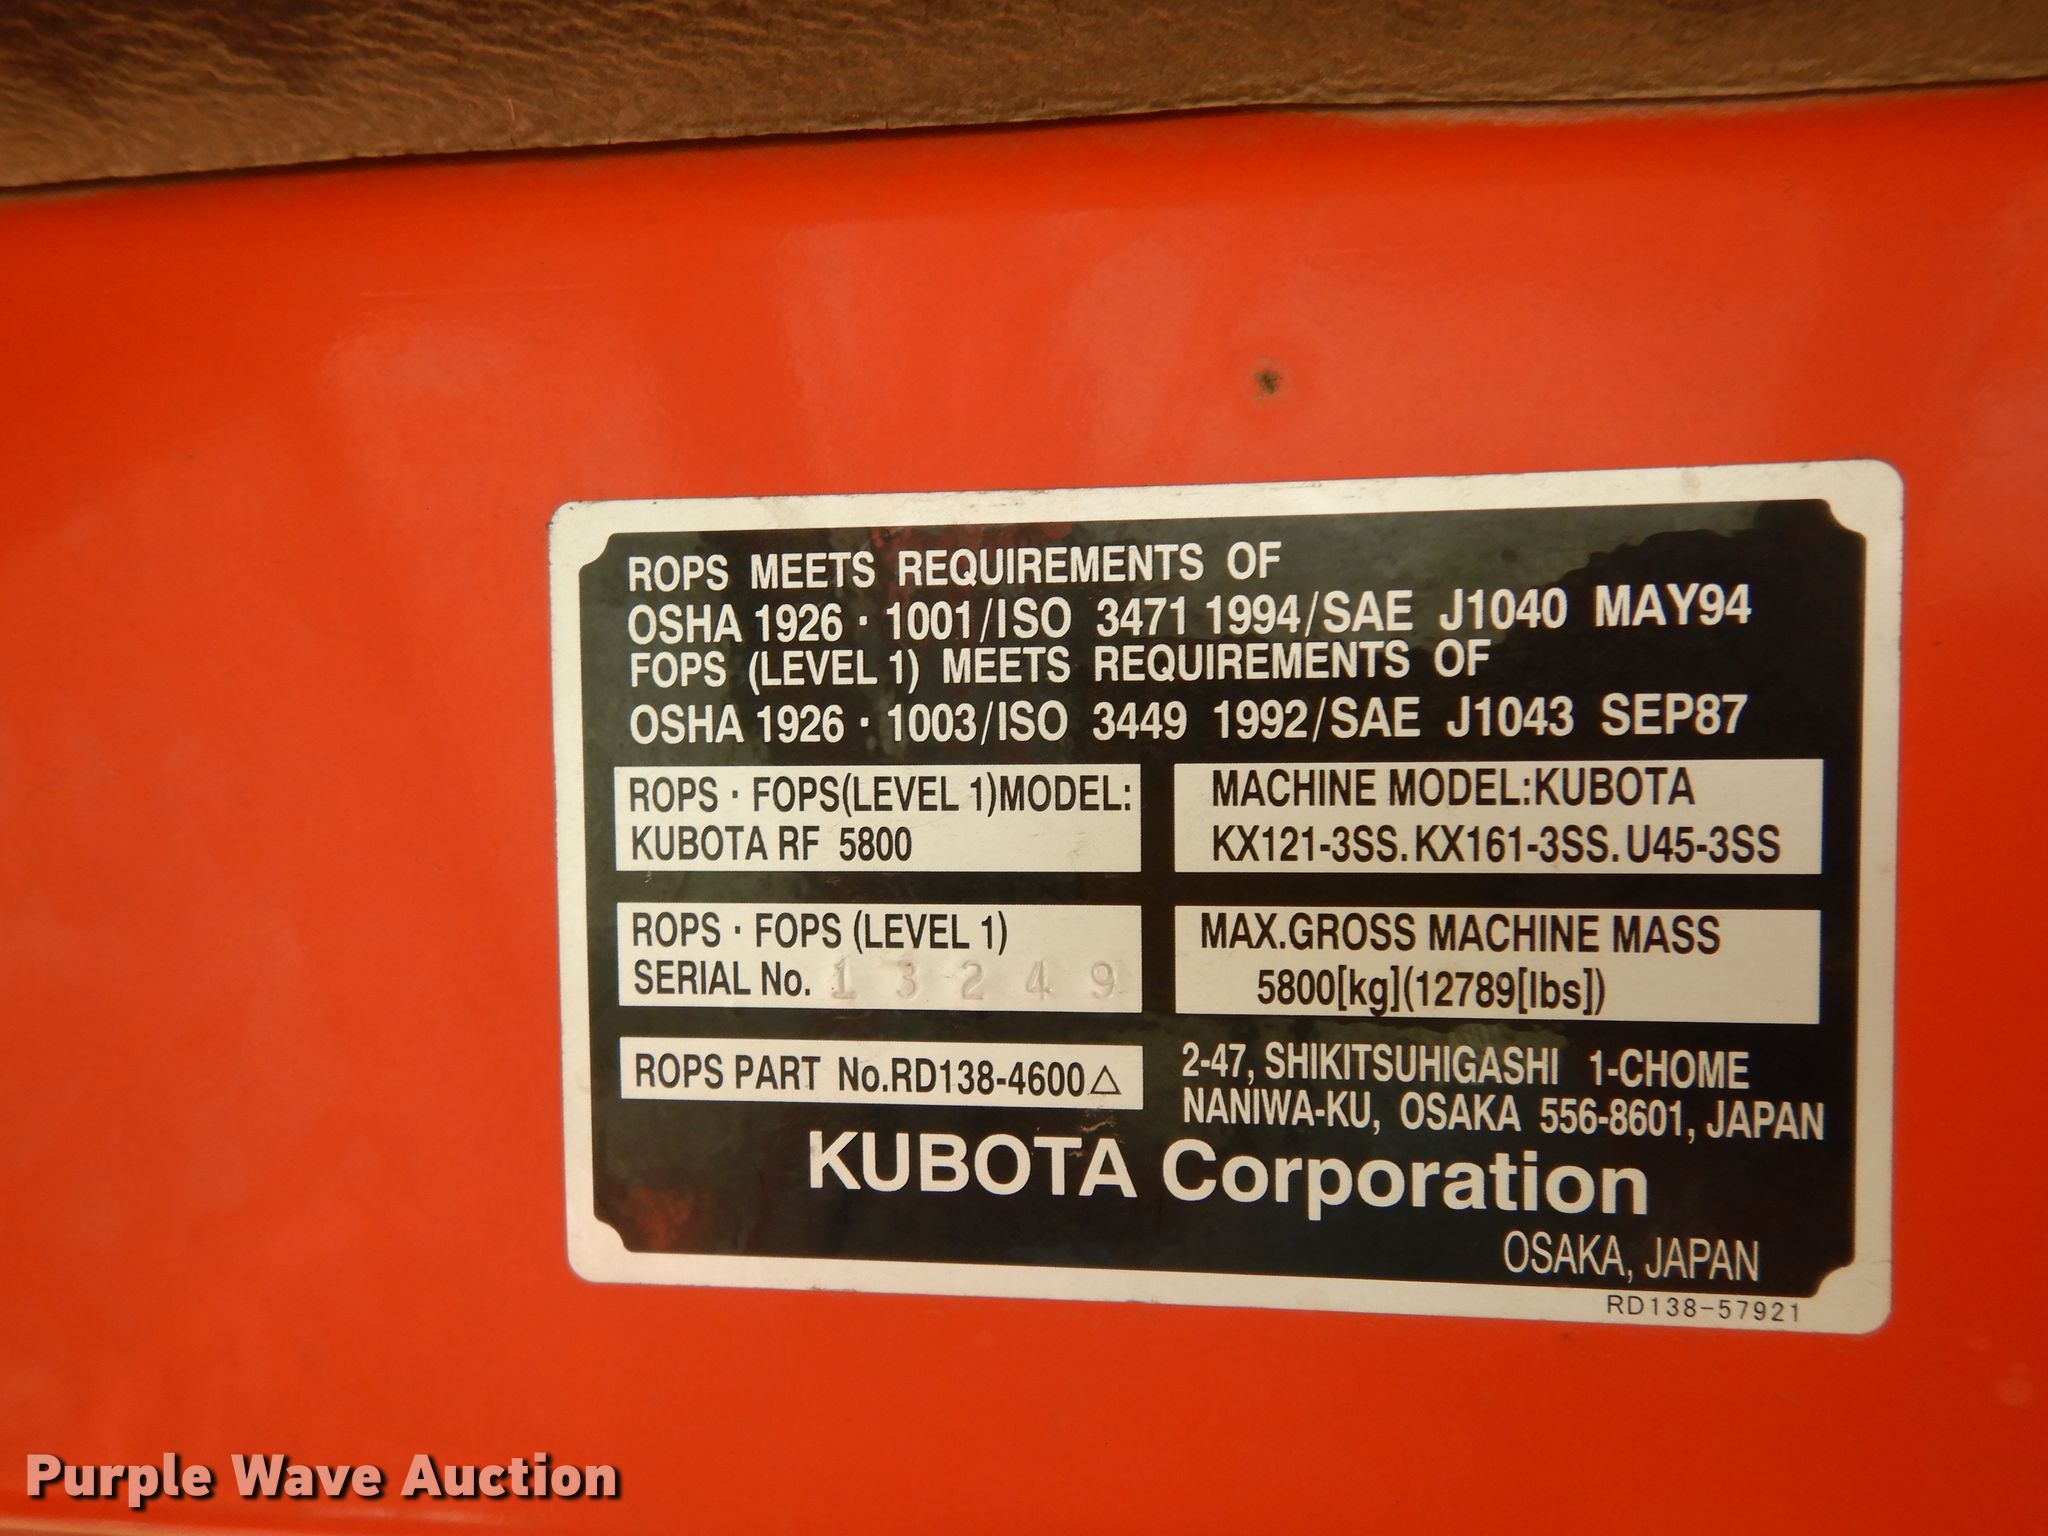 ROPS MEETS REQUIREMENTS OF
OSHA 1926 · 1001/ISO 3471 1994/SAE J1040 MAY94
FOPS (LEVEL 1) MEETS REQUIREMENTS OF
OSHA 1926 · 1003/ISO 3449 1992/SAE J1043 SEP87
ROPS · FOPS(LEVEL 1)MODEL:
KUBOTA RF 5800
MACHINE MODEL:KUBOTA
KX121-3SS.KX161-3SS.U45-3SS
ROPS · FOPS (LEVEL 1)
SERIAL No. 13249
MAX.GROSS MACHINE MASS
5800[kg](12789[lbs])
ROPS PART No.RD138-4600△
2-47, SHIKITSUHIGASHI 1-CHOME
NANIWA-KU, OSAKA 556-8601, JAPAN
KUBOTA Corporation
OSAKA, JAPAN
RD138-57921
Purple Wave Auction